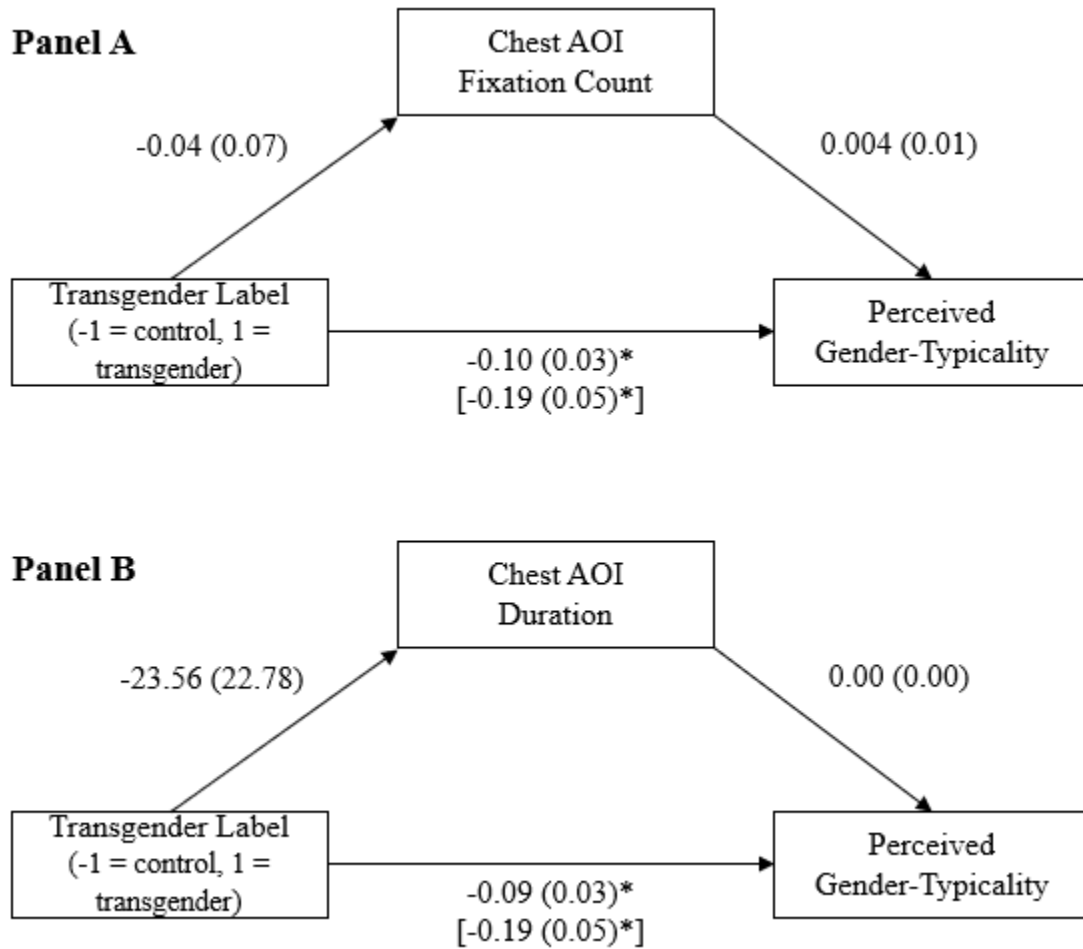 Panel A
Chest AOI
Fixation Count
-0.04 (0.07)
0.004 (0.01)
Transgender Label
(-1 = control, 1 =
transgender)
-0.10 (0.03)*
[-0.19 (0.05)*]
Perceived
Gender-Typicality
Panel B
Chest AOI
Duration
-23.56 (22.78)
0.00 (0.00)
Transgender Label
(-1 = control, 1 =
transgender)
-0.09 (0.03)*
[-0.19 (0.05)*]
Perceived
Gender-Typicality